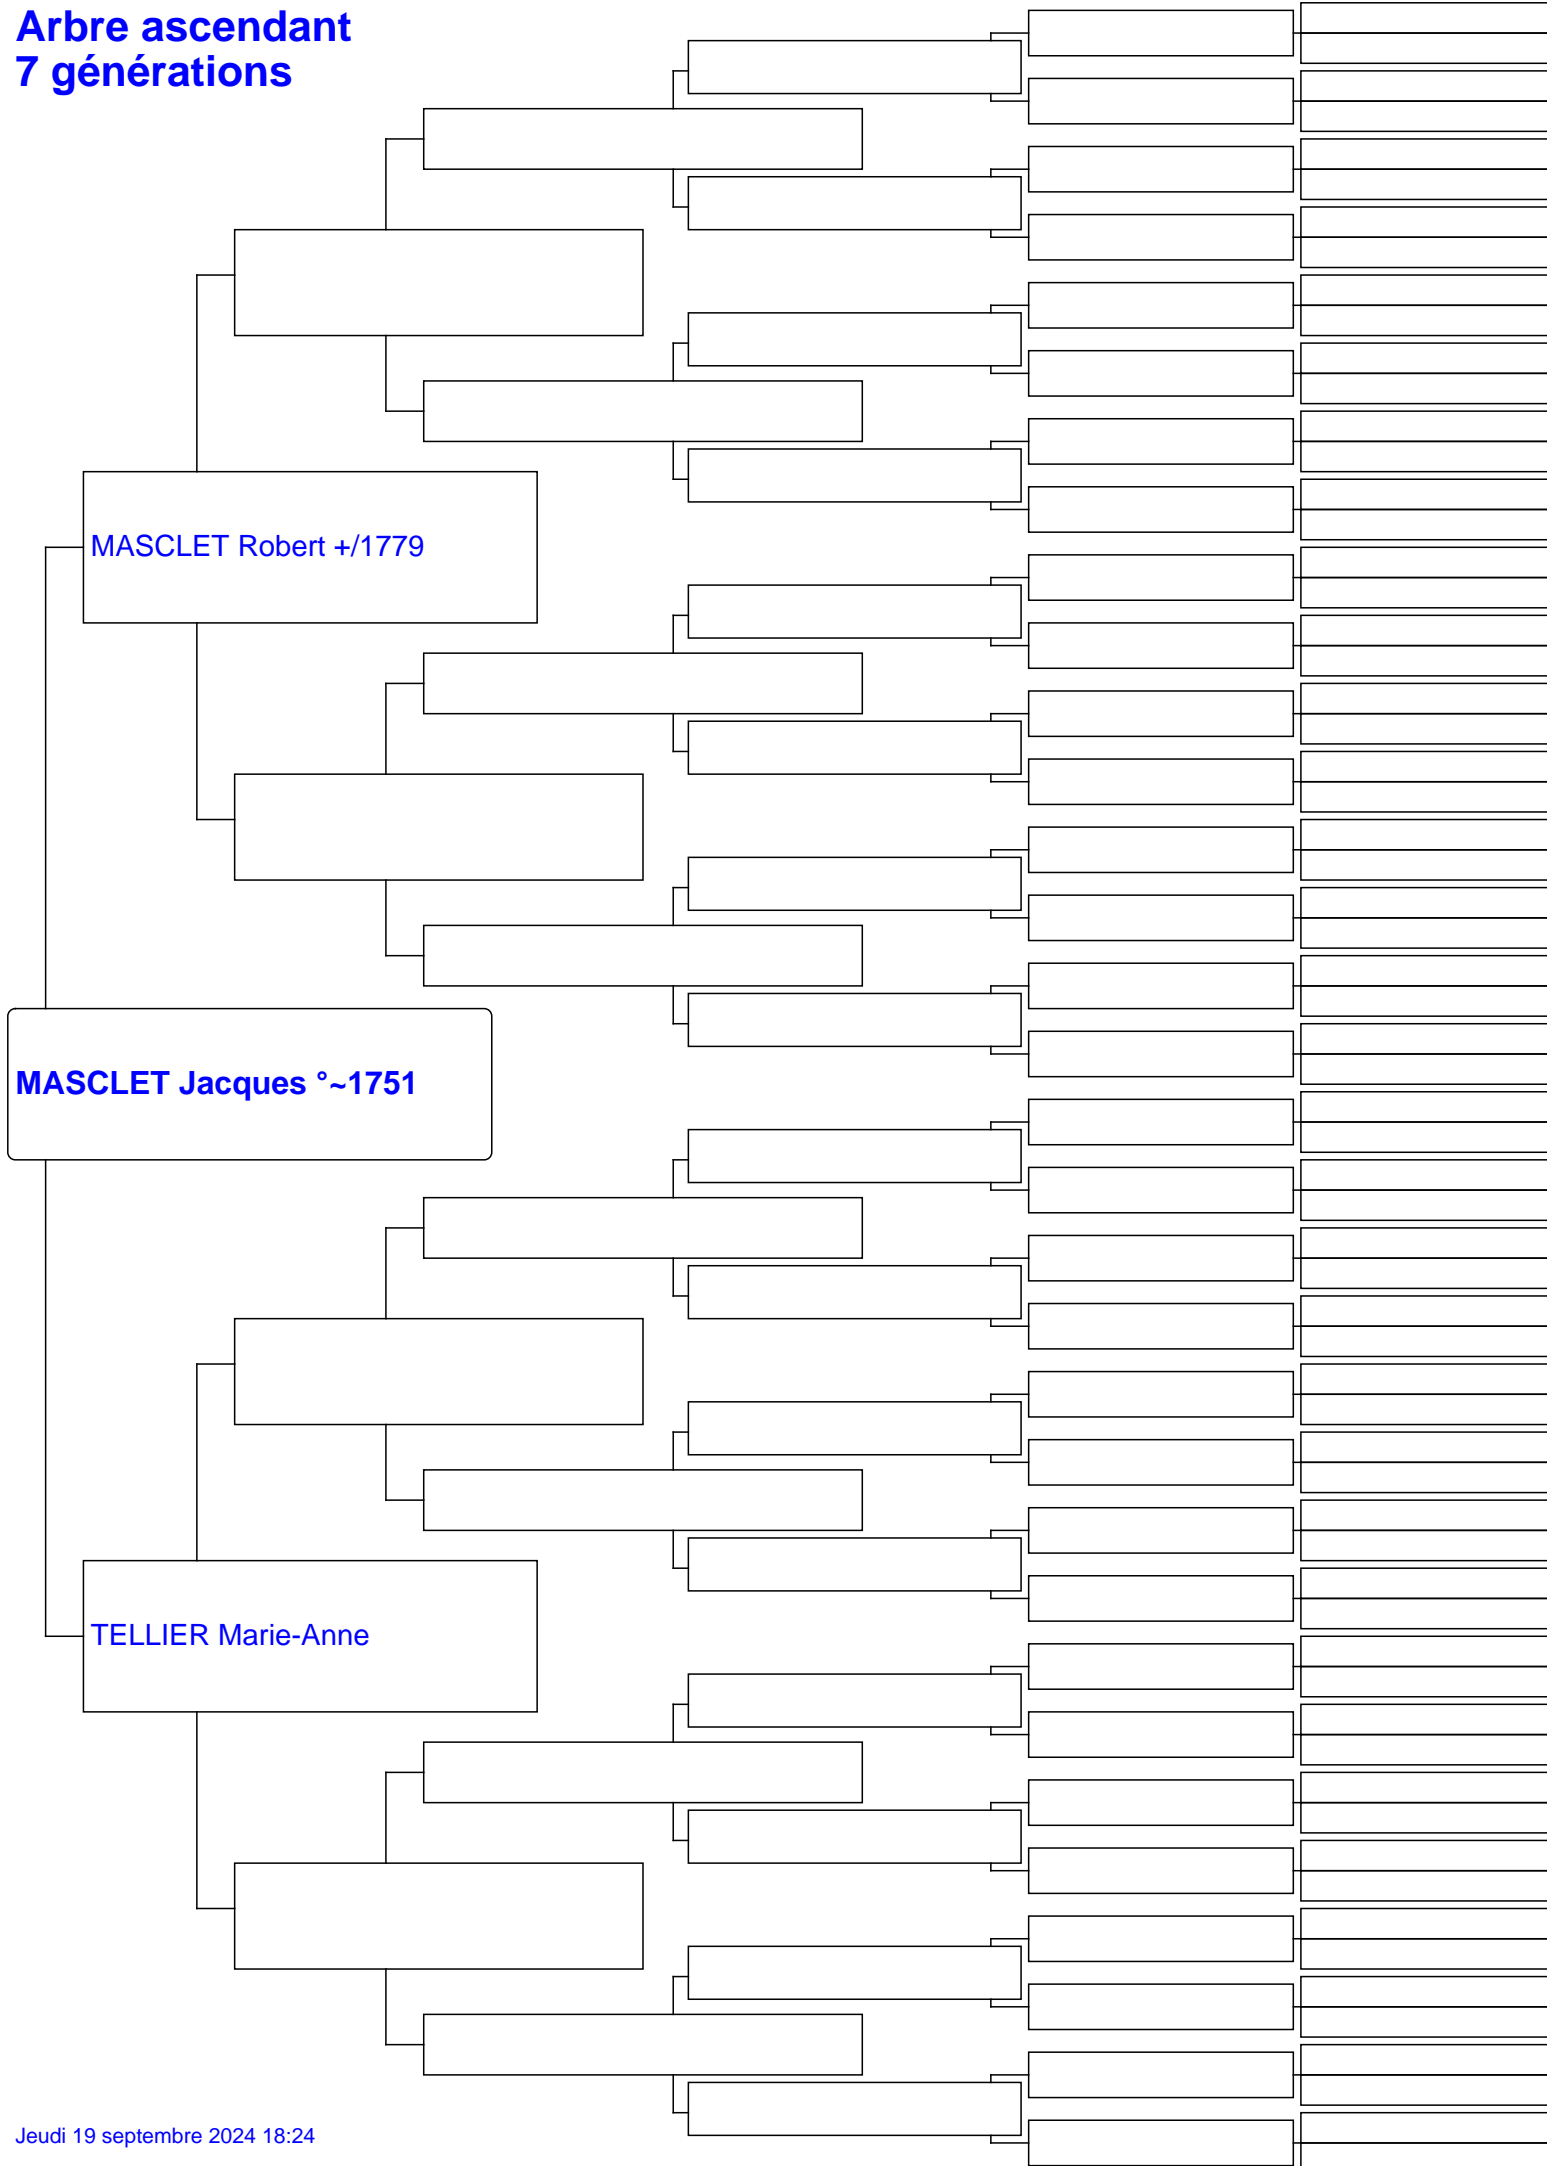 Arbre ascendant
7 générations
MASCLET Robert +/1779
MASCLET Jacques °~1751
TELLIER Marie-Anne
Jeudi 19 septembre 2024 18:24